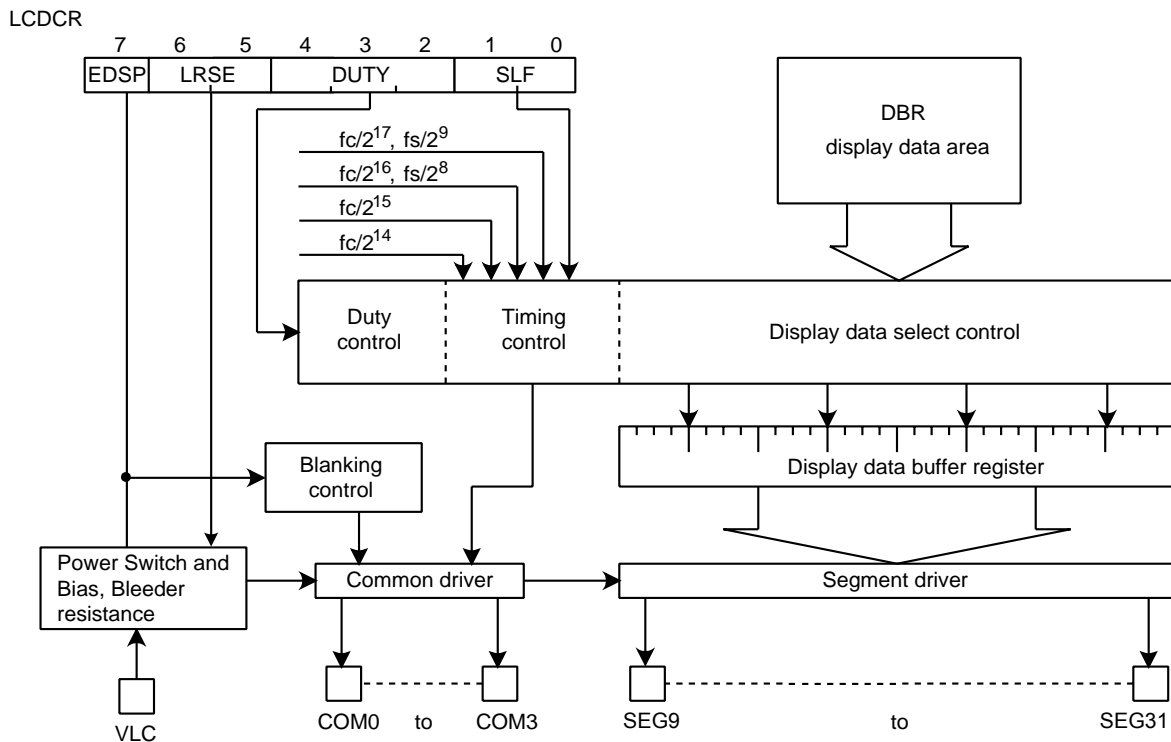 LCDCR
7 6 5 4 3 2 1 0
EDSP LRSE DUTY SLF
fc/2^17, fs/2^9
fc/2^16, fs/2^8
fc/2^15
fc/2^14
DBR
display data area
Duty
control
Timing
control
Display data select control
Blanking
control
Display data buffer register
Power Switch and
Bias, Bleeder
resistance
Common driver
Segment driver
VLC
COM0 to COM3
SEG9 to SEG31